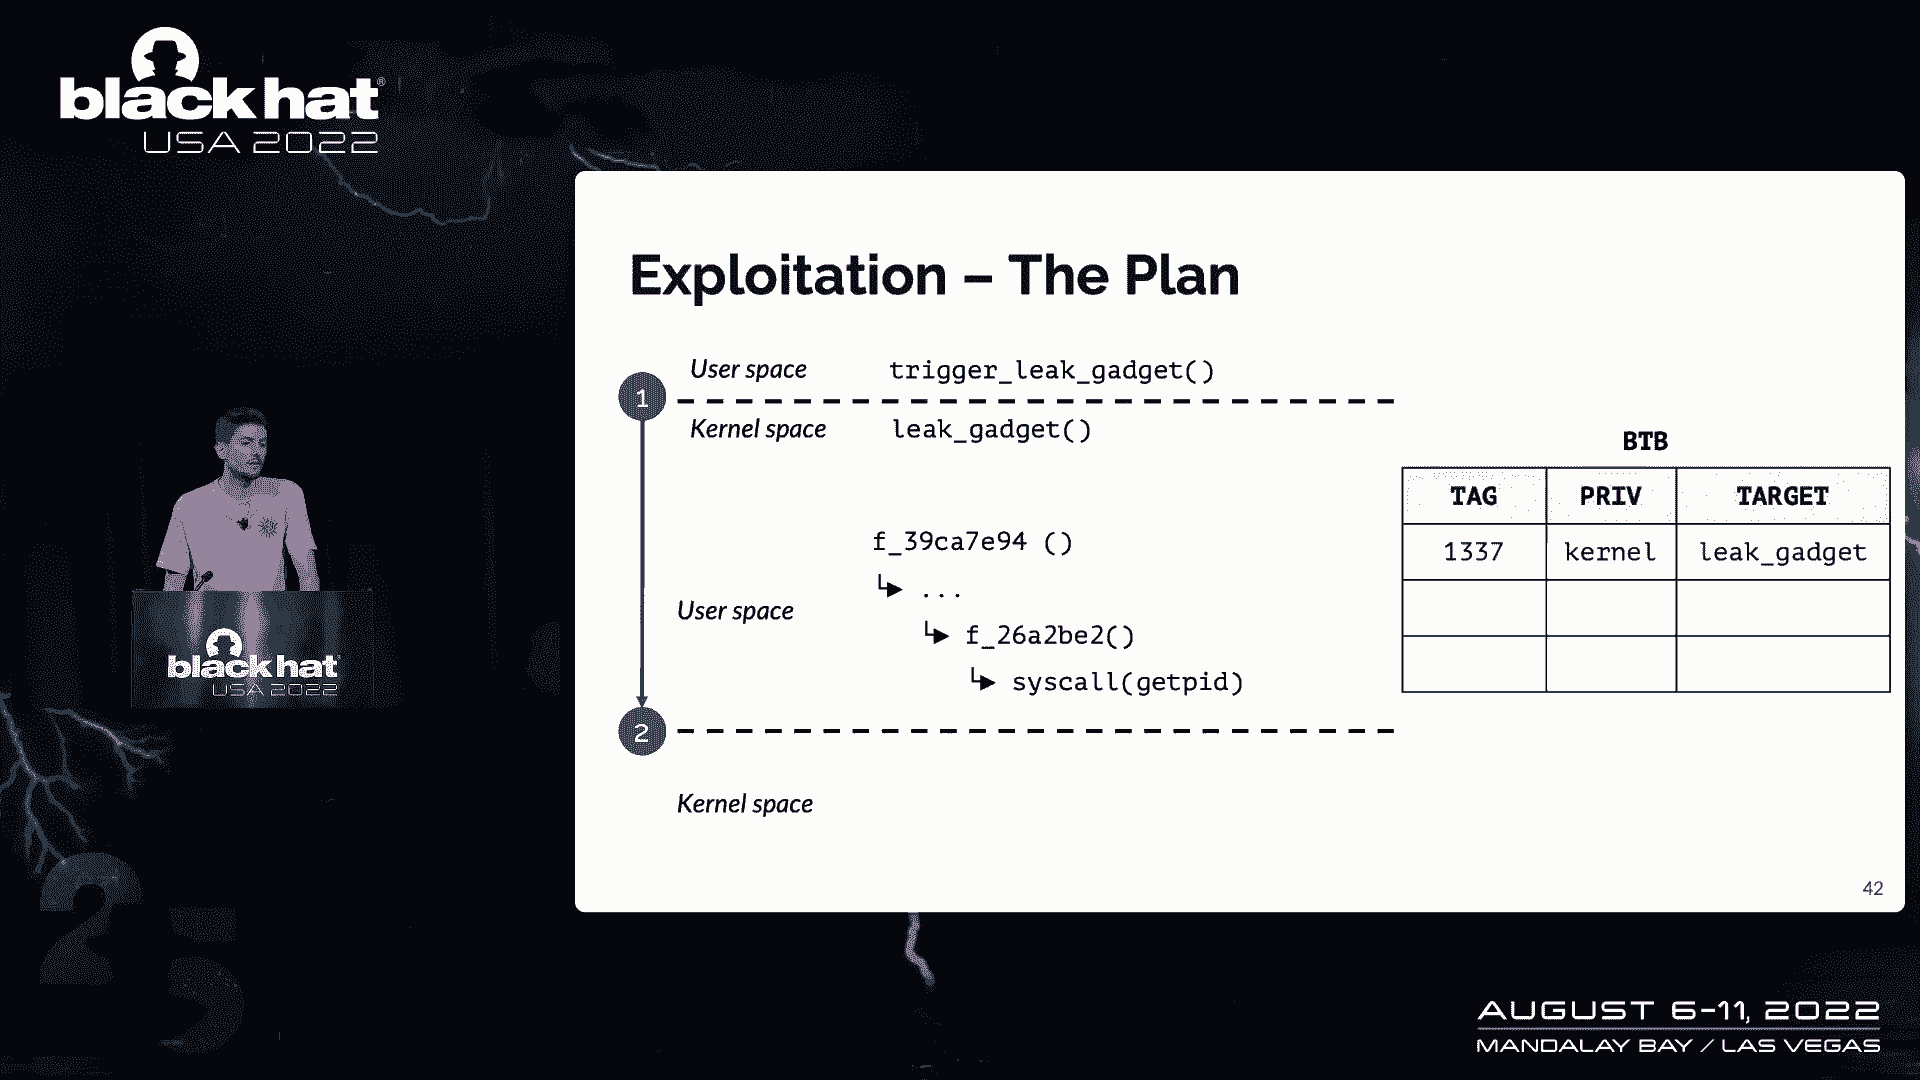 black hat®
USA 2022
Exploitation – The Plan
User space trigger_leak_gadget()
1
Kernel space leak_gadget()
f_39ca7e94 ()
...
User space
f_26a2be2()
syscall(getpid)
2
Kernel space
BTB
TAG PRIV TARGET
1337 kernel leak_gadget
42
black hat
USA 2022
25
AUGUST 6-11, 2022
MANDALAY BAY / LAS VEGAS